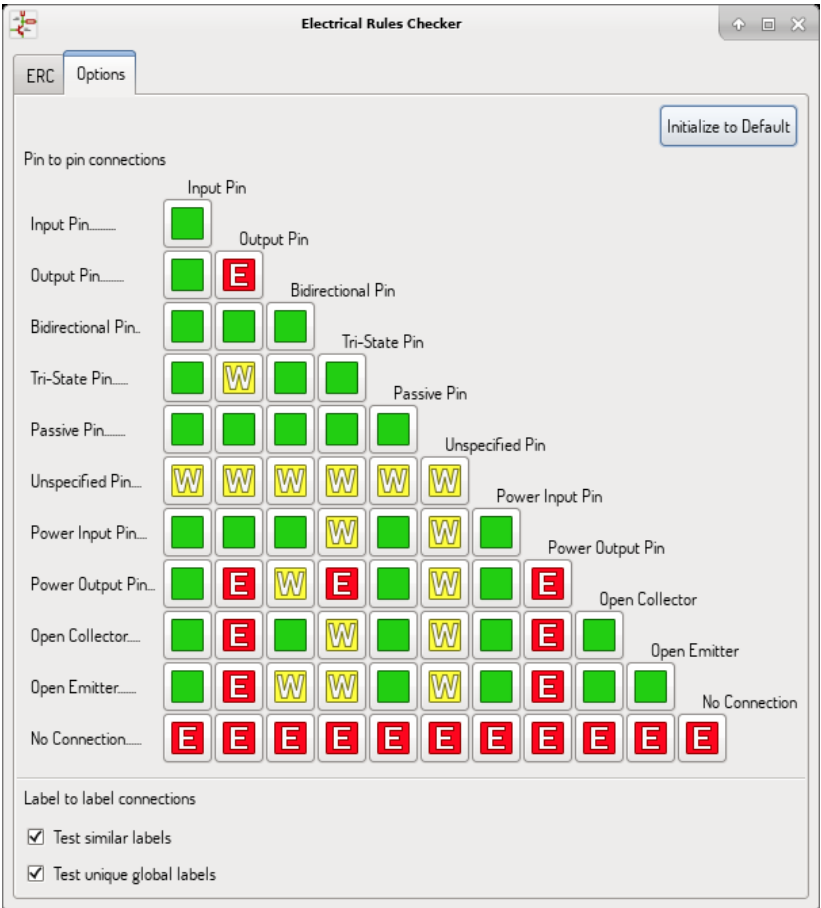 Electrical Rules Checker
ERC Options
Initialize to Default
Pin to pin connections
Input Pin
Input Pin.........
Output Pin
Output Pin........ E
Bidirectional Pin
Bidirectional Pin..
Tri-State Pin
Tri-State Pin...... W
Passive Pin
Passive Pin........
Unspecified Pin
Unspecified Pin.... W W W W W W
Power Input Pin
Power Input Pin.... W W
Power Output Pin
Power Output Pin... E W E W E
Open Collector
Open Collector..... E W W E
Open Emitter
Open Emitter....... E W W W E
No Connection
No Connection...... E E E E E E E E E E E
Label to label connections
Test similar labels
Test unique global labels